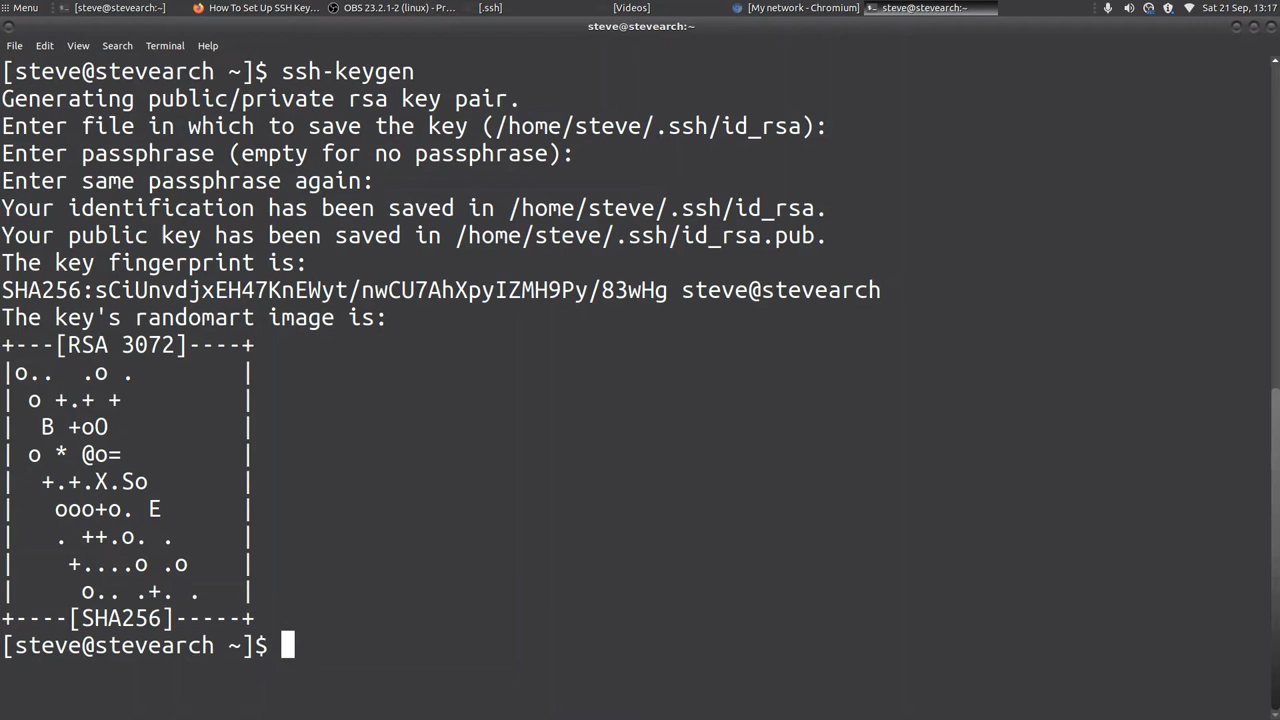 Menu [steve@stevearch:~] How To Set Up SSH Key... OBS 23.2.1-2 (linux) - Pr... [.ssh] [Videos] [My network - Chromium] steve@stevearch:~ Sat 21 Sep, 13:17
steve@stevearch:~
File Edit View Search Terminal Help
[steve@stevearch ~]$ ssh-keygen
Generating public/private rsa key pair.
Enter file in which to save the key (/home/steve/.ssh/id_rsa):
Enter passphrase (empty for no passphrase):
Enter same passphrase again:
Your identification has been saved in /home/steve/.ssh/id_rsa.
Your public key has been saved in /home/steve/.ssh/id_rsa.pub.
The key fingerprint is:
SHA256:sCiUnvdjxEH47KnEWyt/nwCU7AhXpyIZMH9Py/83wHg steve@stevearch
The key's randomart image is:
+---[RSA 3072]----+
|o..  .o .        |
| o +.+ +         |
|  B +oO          |
| o * @o=         |
|  +.+.X.So       |
|   ooo+o. E      |
|   . ++.o. .     |
|    +....o .o    |
|     o.. .+. .   |
+----[SHA256]-----+
[steve@stevearch ~]$